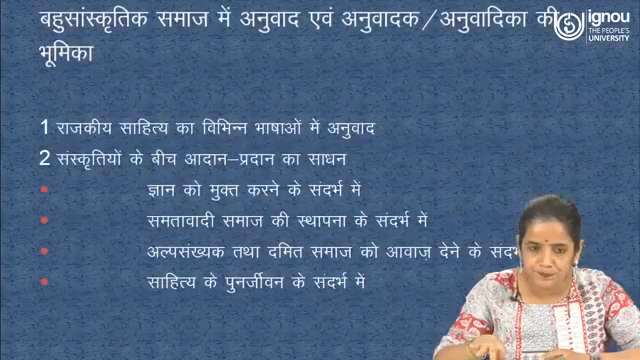 बहुसांस्कृतिक समाज में अनुवाद एवं अनुवादक/अनुवादिका की
भूमिका
ignou
THE PEOPLE'S
UNIVERSITY
1 राजकीय साहित्य का विभिन्न भाषाओं में अनुवाद
2 संस्कृतियों के बीच आदान–प्रदान का साधन
• ज्ञान को मुक्त करने के संदर्भ में
• समतावादी समाज की स्थापना के संदर्भ में
• अल्पसंख्यक तथा दमित समाज को आवाज़ देने के संदर्भ
• साहित्य के पुनर्जीवन के संदर्भ में